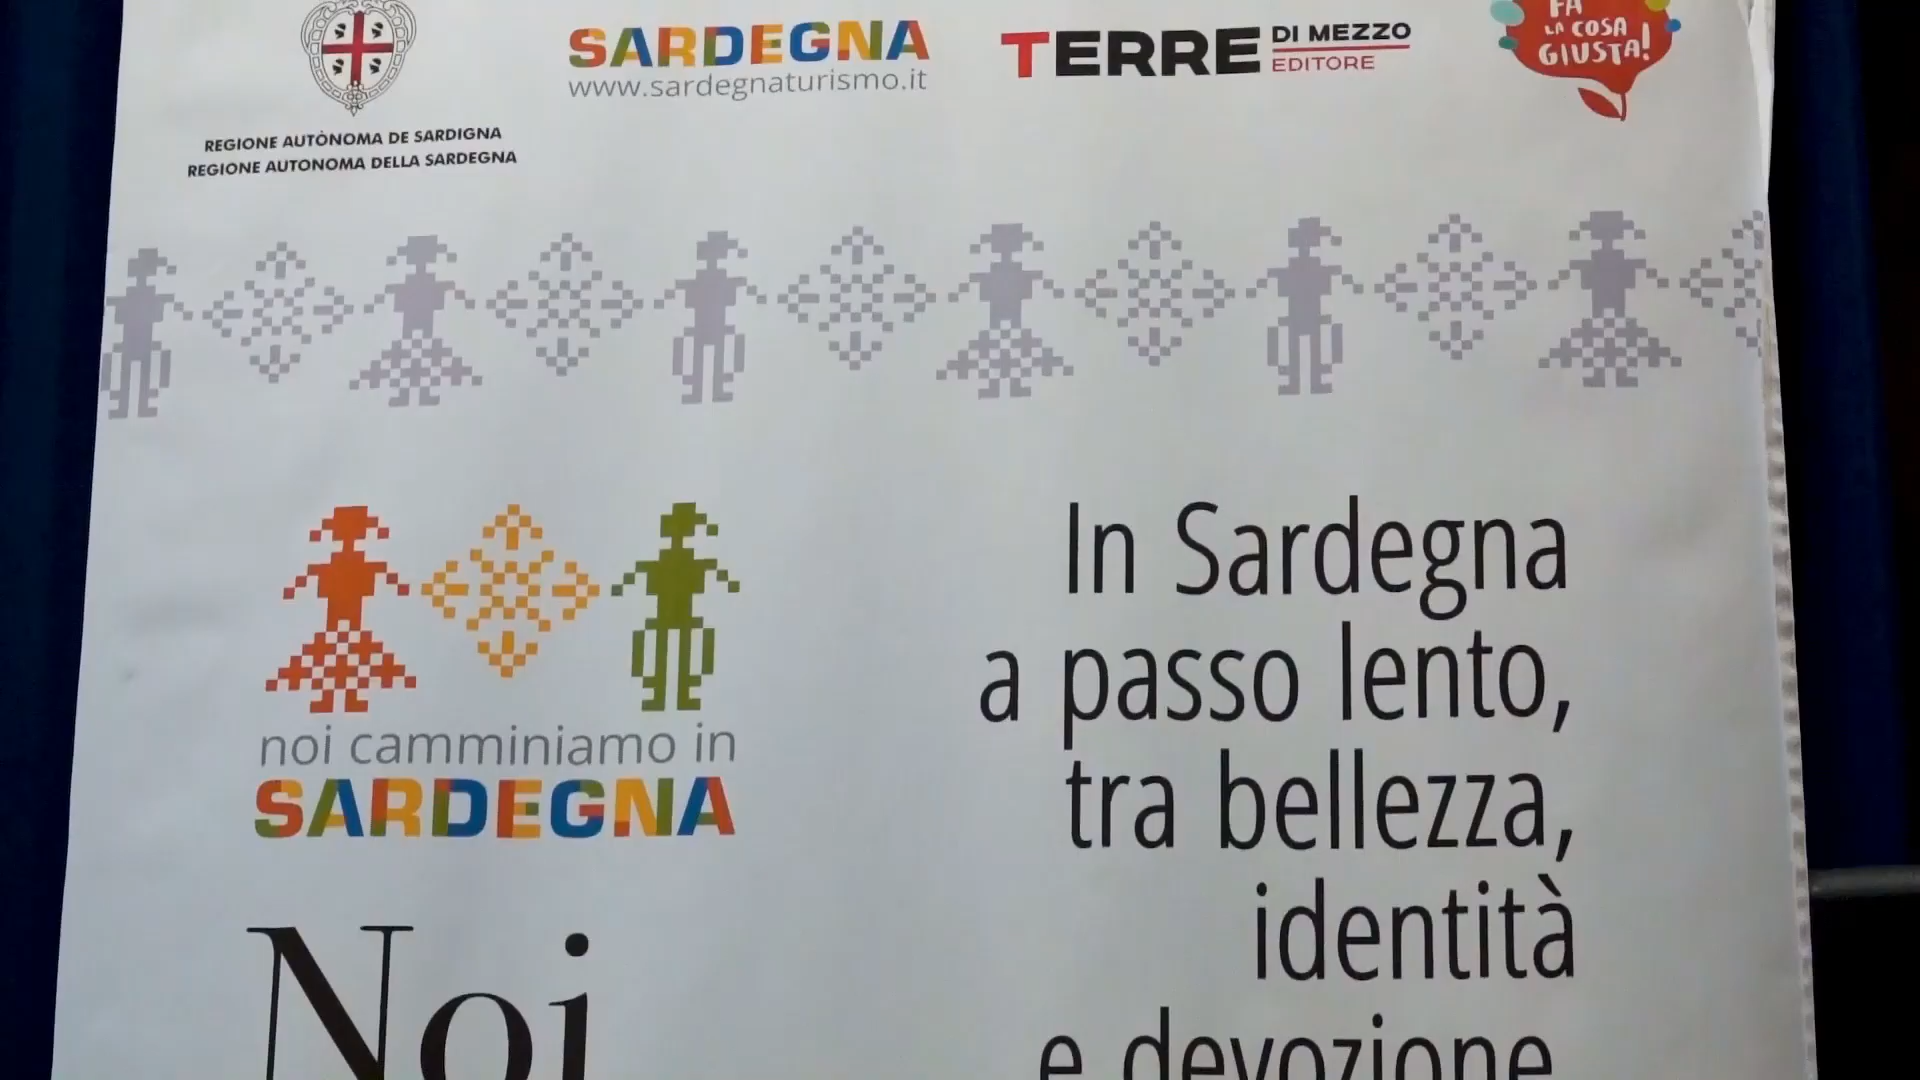 REGIONE AUTÒNOMA DE SARDIGNA
REGIONE AUTONOMA DELLA SARDEGNA
SARDEGNA
www.sardegnaturismo.it
TERRE DI MEZZO
EDITORE
FA
LA COSA
GIUSTA!
noi camminiamo in
SARDEGNA
Noi
In Sardegna
a passo lento,
tra bellezza,
identità
e devozione